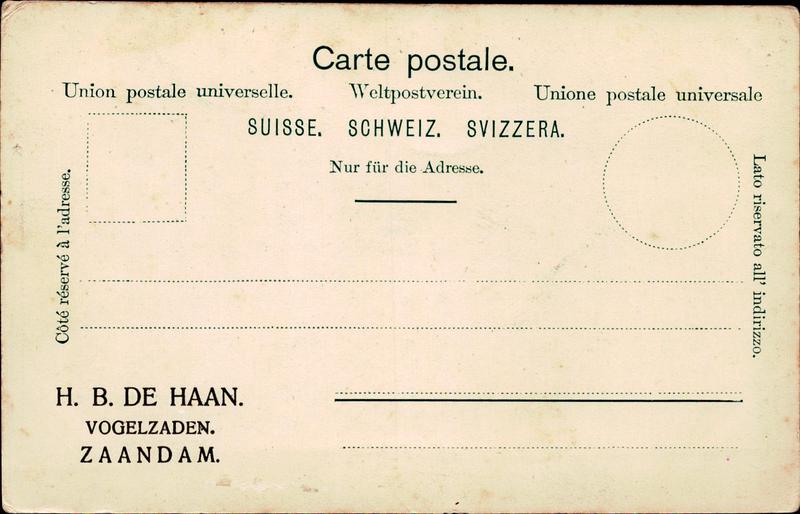 Carte postale.
Union postale universelle. Weltpostverein. Unione postale universale
SUISSE. SCHWEIZ. SVIZZERA.
Nur für die Adresse.
Côté réservé à l'adresse.
Lato riservato all' indirizzo.
H. B. DE HAAN.
VOGELZADEN.
ZAANDAM.